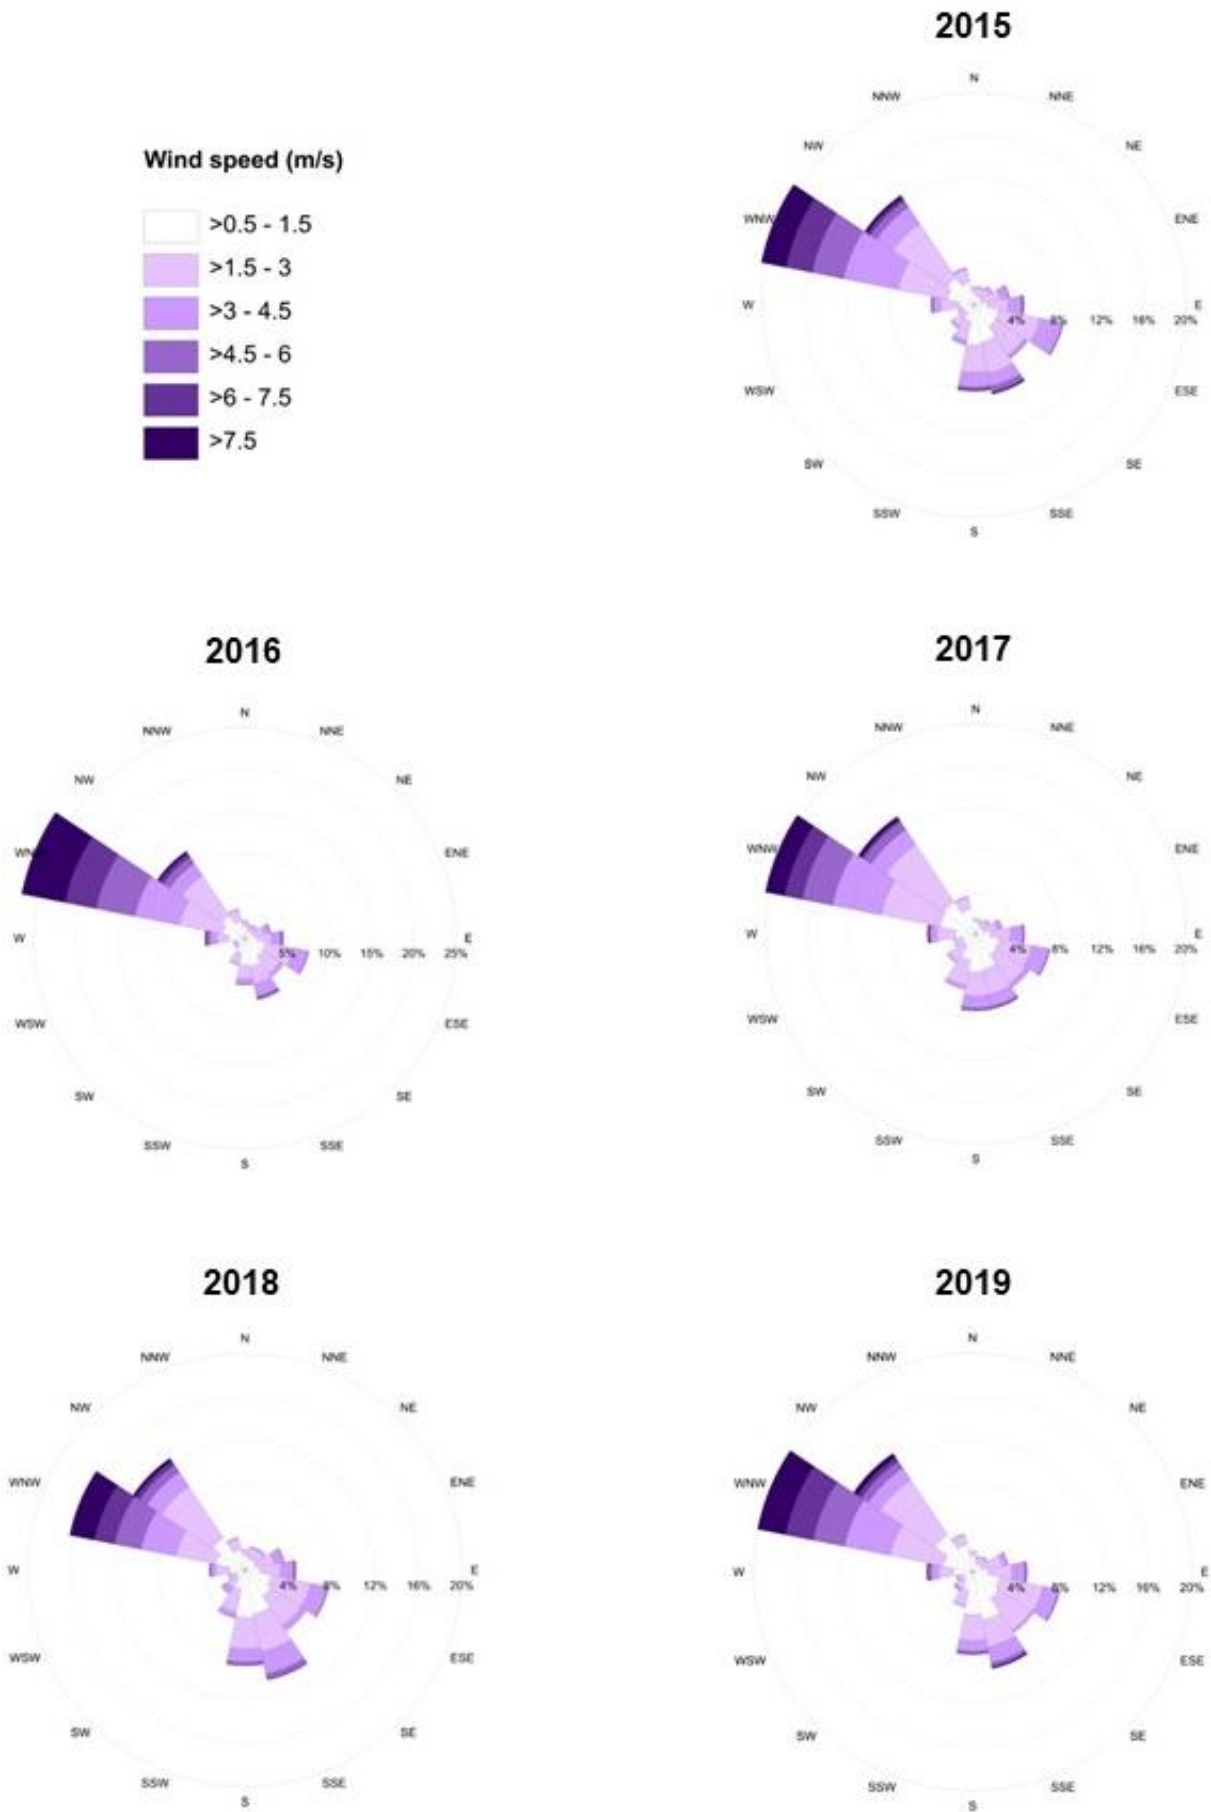 2015
N
NNW NNE
NW NE
Wind speed (m/s)
>0.5 - 1.5
>1.5 - 3
>3 - 4.5
>4.5 - 6
>6 - 7.5
>7.5
WNW ENE
W E
4% 8% 12% 16% 20%
WSW ESE
SW SE
SSW SSE
S
2016
N
NNW NNE
NW NE
WNW ENE
W E
5% 10% 15% 20% 25%
WSW ESE
SW SE
SSW SSE
S
2017
N
NNW NNE
NW NE
WNW ENE
W E
4% 8% 12% 16% 20%
WSW ESE
SW SE
SSW SSE
S
2018
N
NNW NNE
NW NE
WNW ENE
W E
4% 8% 12% 16% 20%
WSW ESE
SW SE
SSW SSE
S
2019
N
NNW NNE
NW NE
WNW ENE
W E
4% 8% 12% 16% 20%
WSW ESE
SW SE
SSW SSE
S